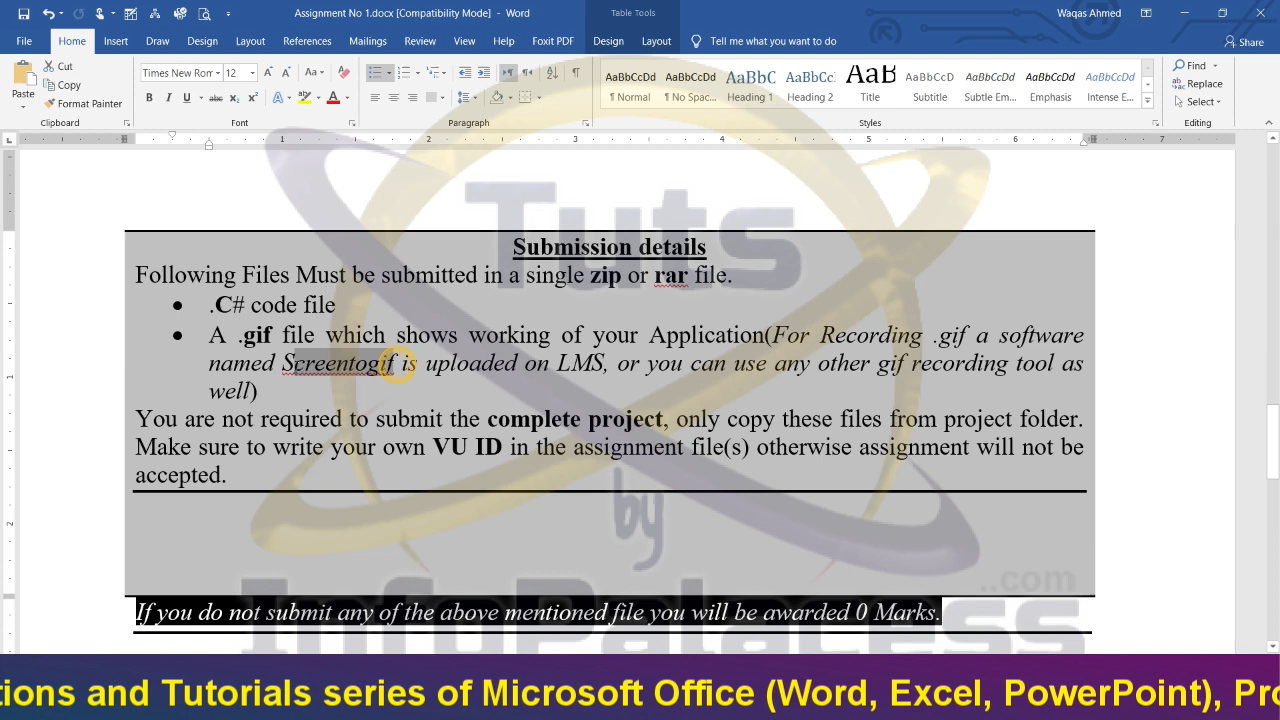 Assignment No 1.docx [Compatibility Mode] - Word
Table Tools
Waqas Ahmed
File Home Insert Draw Design Layout References Mailings Review View Help Foxit PDF Design Layout Tell me what you want to do Share
Paste
Cut
Copy
Format Painter
Clipboard
Times New Rom 12
Font
Paragraph
AaBbCcDd AaBbCcDd AaBbC AaBbCc AaB AaBbCcD AaBbCcDd AaBbCcDd AaBbCcDd
¶ Normal ¶ No Spac... Heading 1 Heading 2 Title Subtitle Subtle Em... Emphasis Intense E...
Styles
Find
Replace
Select
Editing
1 2 3 4 5 6 7
Tuts
by
InfoPalacess
..com
Submission details
Following Files Must be submitted in a single zip or rar file.
• .C# code file
• A .gif file which shows working of your Application(For Recording .gif a software
named Screentogif is uploaded on LMS, or you can use any other gif recording tool as
well)
You are not required to submit the complete project, only copy these files from project folder.
Make sure to write your own VU ID in the assignment file(s) otherwise assignment will not be
accepted.
If you do not submit any of the above mentioned file you will be awarded 0 Marks.
tions and Tutorials series of Microsoft Office (Word, Excel, PowerPoint), Pro